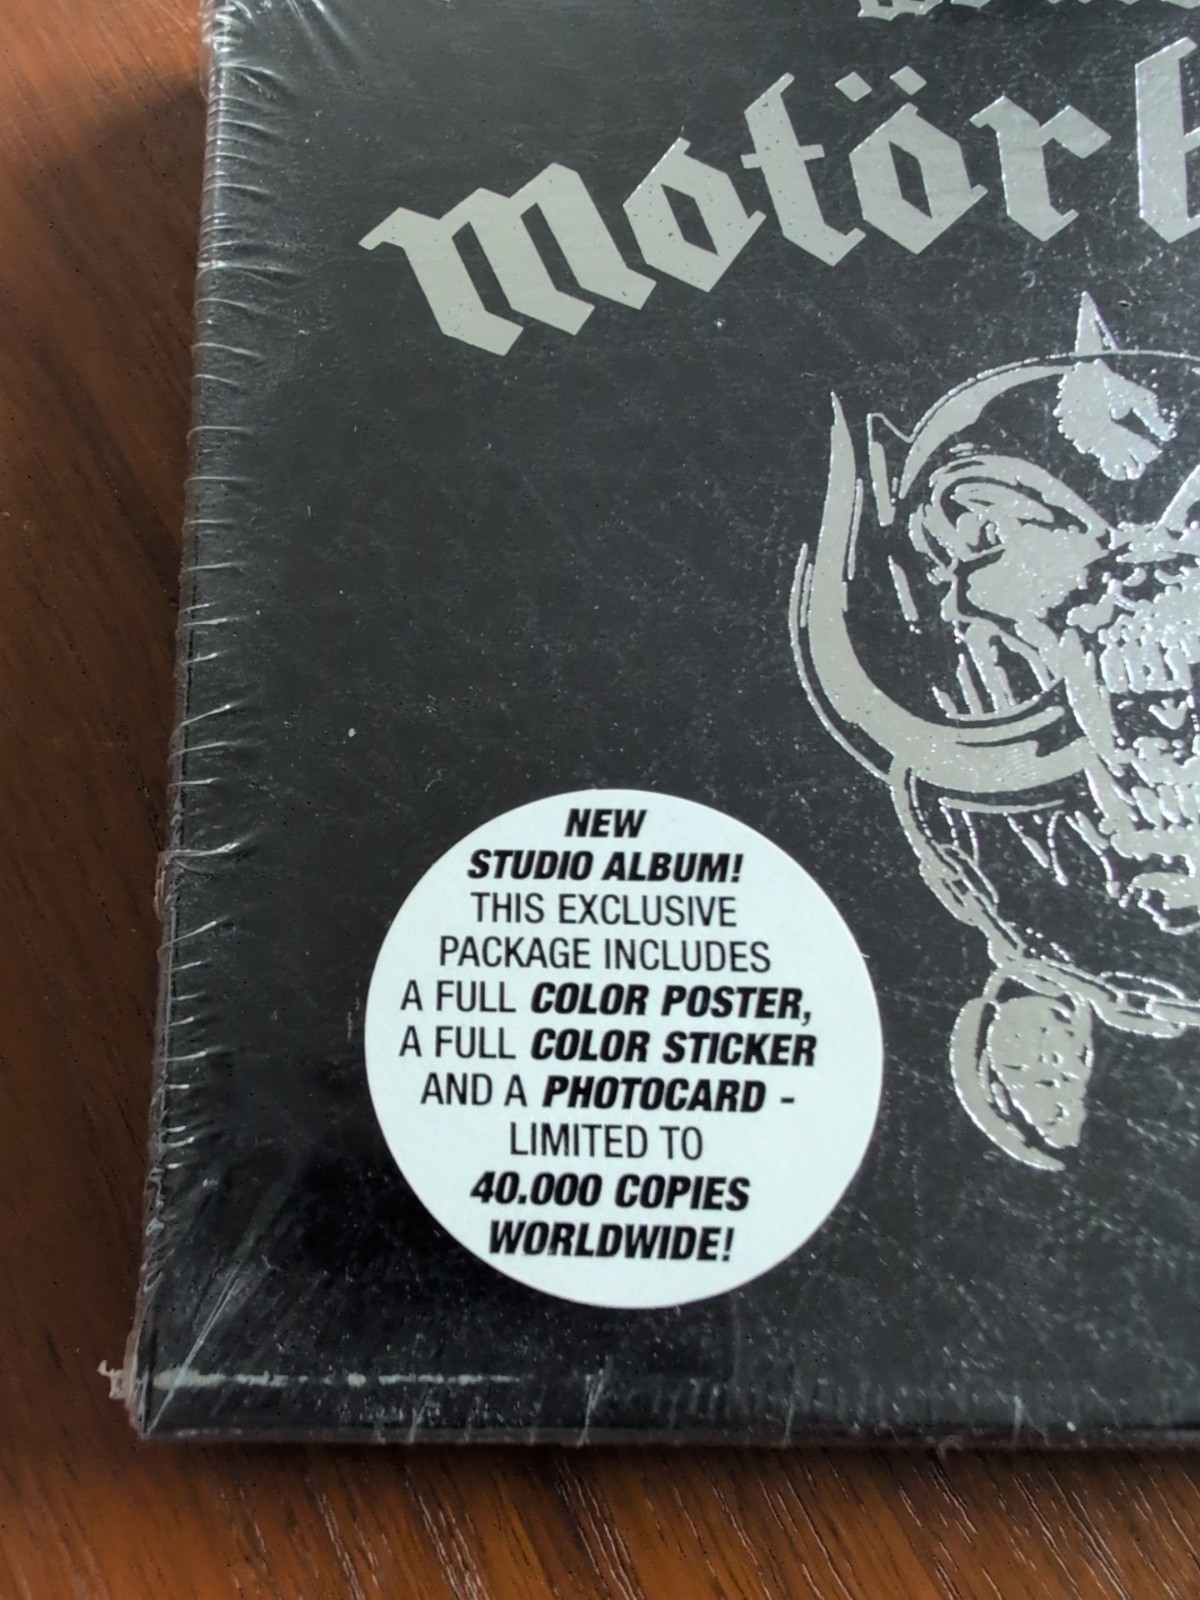 Motör
NEW
STUDIO ALBUM!
THIS EXCLUSIVE
PACKAGE INCLUDES
A FULL COLOR POSTER,
A FULL COLOR STICKER
AND A PHOTOCARD -
LIMITED TO
40.000 COPIES
WORLDWIDE!